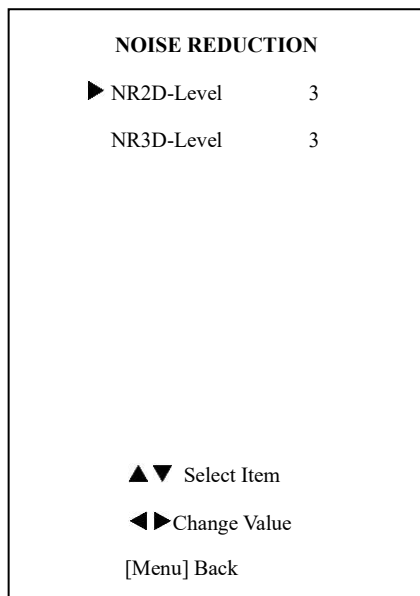 NOISE REDUCTION
▶ NR2D-Level 3
NR3D-Level 3
▲▼ Select Item
◀▶Change Value
[Menu] Back